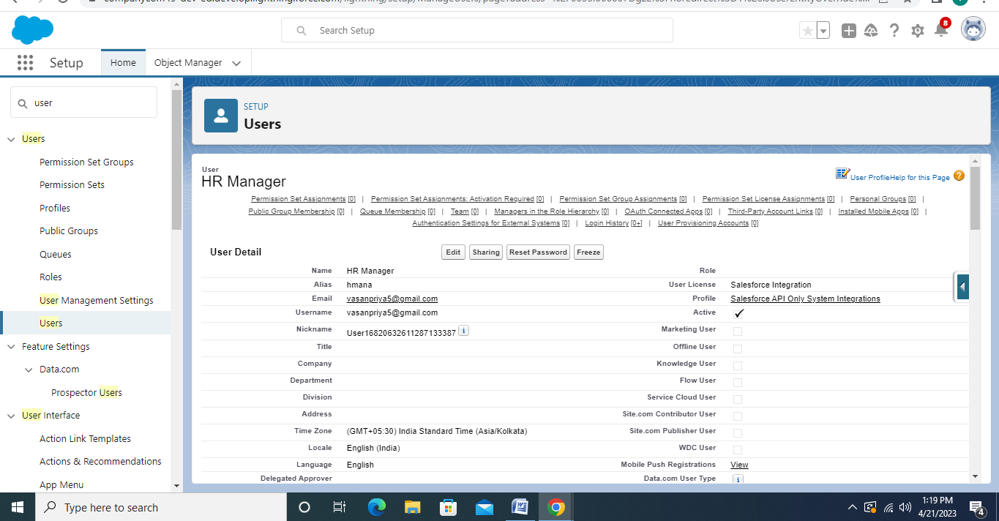 Search Setup
8
Setup
Home
Object Manager
user
Users
Permission Set Groups
Permission Sets
Profiles
Public Groups
Queues
Roles
User Management Settings
Users
Feature Settings
Data.com
Prospector Users
User Interface
Action Link Templates
Actions & Recommendations
App Menu
SETUP
Users
User
HR Manager
User Profile Help for this Page ?
Permission Set Assignments [0] | Permission Set Assignments: Activation Required [0] | Permission Set Group Assignments [0] | Permission Set License Assignments [0] | Personal Groups [0] |
Public Group Membership [0] | Queue Membership [0] | Team [0] | Managers in the Role Hierarchy [0] | OAuth Connected Apps [0] | Third-Party Account Links [0] | Installed Mobile Apps [0] |
Authentication Settings for External Systems [0] | Login History [0+] | User Provisioning Accounts [0]
User Detail
Edit Sharing Reset Password Freeze
Name HR Manager Role
Alias hmana User License Salesforce Integration
Email vasanpriya5@gmail.com Profile Salesforce API Only System Integrations
Username vasanpriya5@gmail.com Active ✓
Nickname User16820632611287133387 i Marketing User
Title Offline User
Company Knowledge User
Department Flow User
Division Service Cloud User
Address Site.com Contributor User
Time Zone (GMT+05:30) India Standard Time (Asia/Kolkata) Site.com Publisher User
Locale English (India) WDC User
Language English Mobile Push Registrations View
Delegated Approver Data.com User Type i
Type here to search
1:19 PM
4/21/2023
4